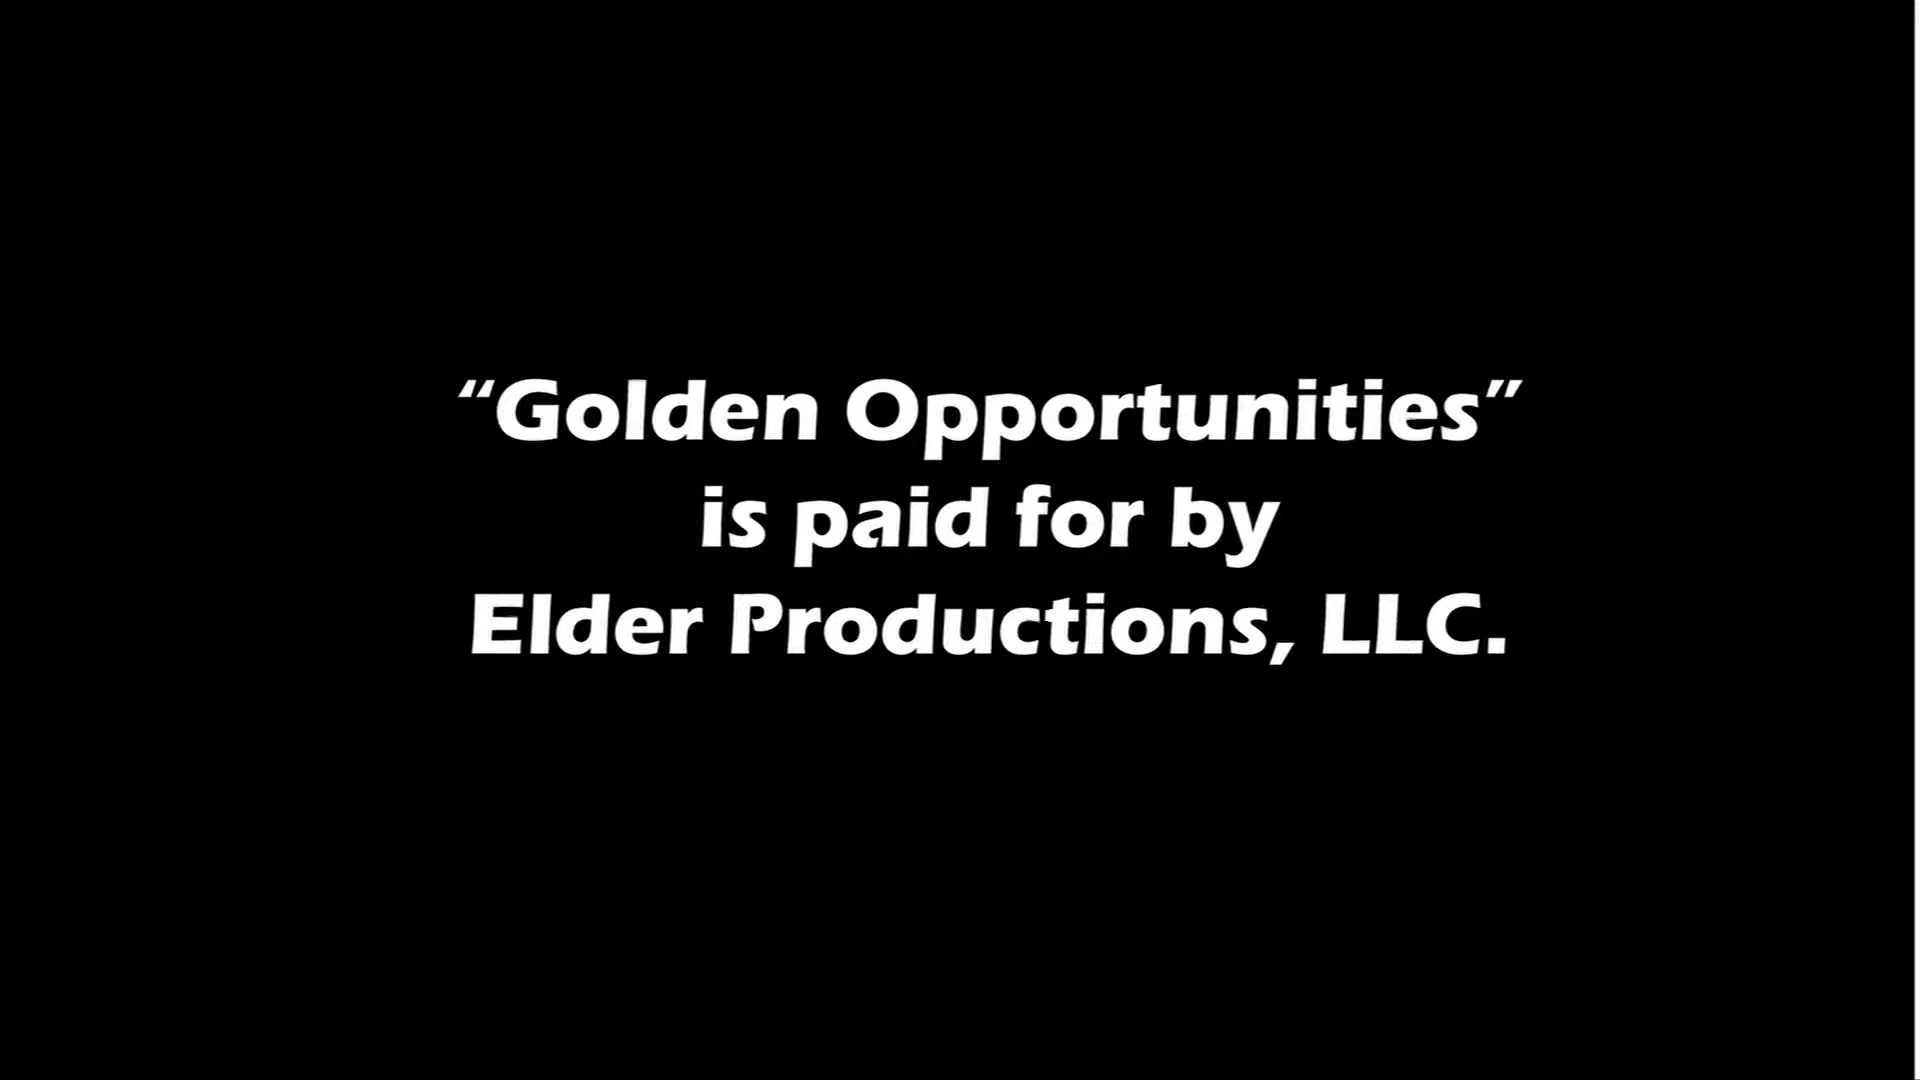 “Golden Opportunities”
is paid for by
Elder Productions, LLC.